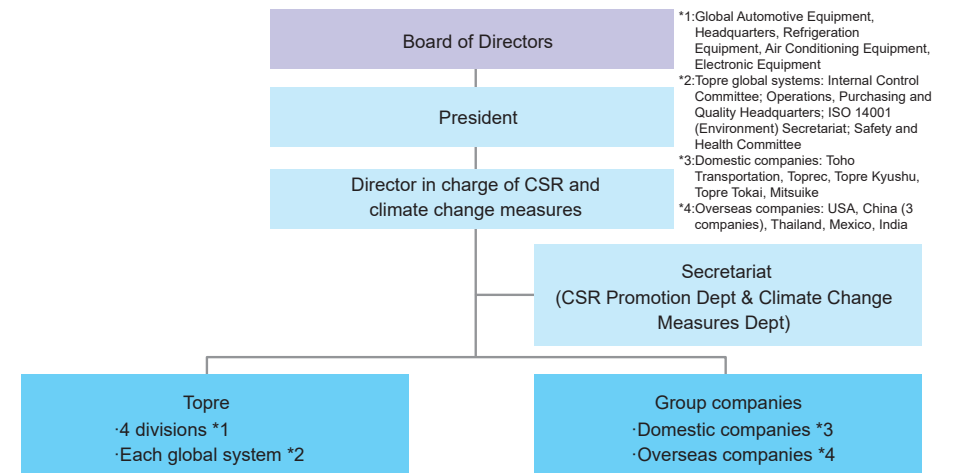 Board of Directors
President
Director in charge of CSR and
climate change measures
*1:Global Automotive Equipment,
Headquarters, Refrigeration
Equipment, Air Conditioning Equipment,
Electronic Equipment
*2:Topre global systems: Internal Control
Committee; Operations, Purchasing and
Quality Headquarters; ISO 14001
(Environment) Secretariat; Safety and
Health Committee
*3:Domestic companies: Toho
Transportation, Toprec, Topre Kyushu,
Topre Tokai, Mitsuike
*4:Overseas companies: USA, China (3
companies), Thailand, Mexico, India
Secretariat
(CSR Promotion Dept & Climate Change
Measures Dept)
Topre
·4 divisions *1
·Each global system *2
Group companies
·Domestic companies *3
·Overseas companies *4